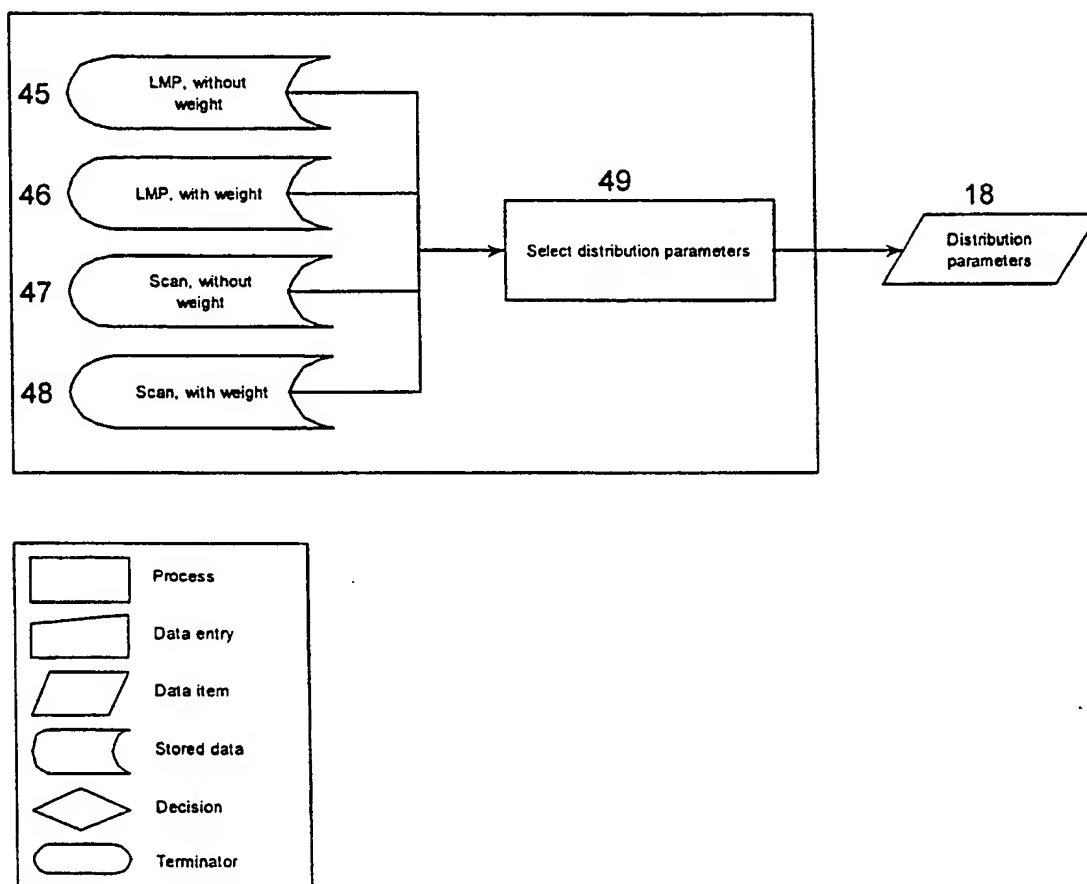 45
LMP, without
weight
46
LMP, with weight
47
Scan, without
weight
48
Scan, with weight
49
Select distribution parameters
18
Distribution
parameters
Process
Data entry
Data item
Stored data
Decision
Terminator